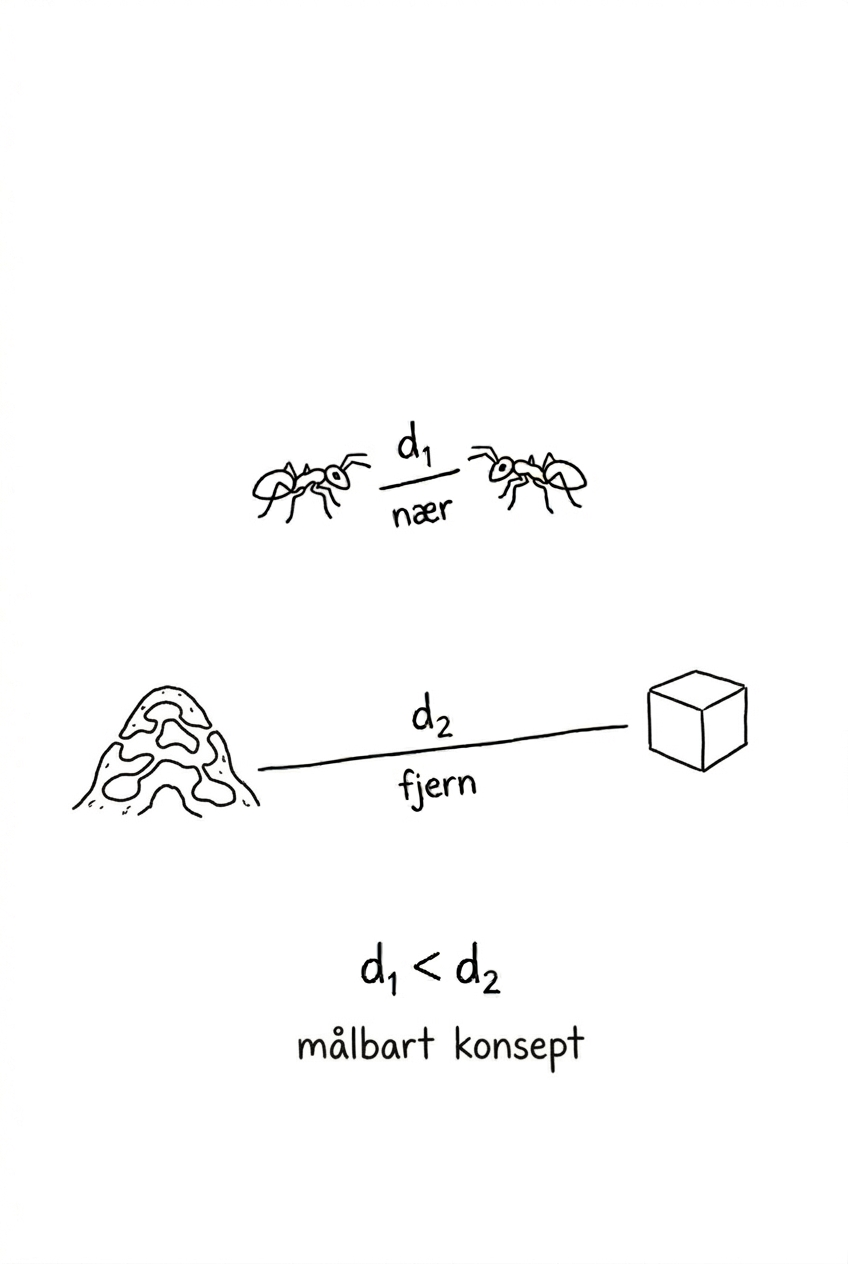 d₁
nær
d₂
fjern
d₁ < d₂
målbart konsept